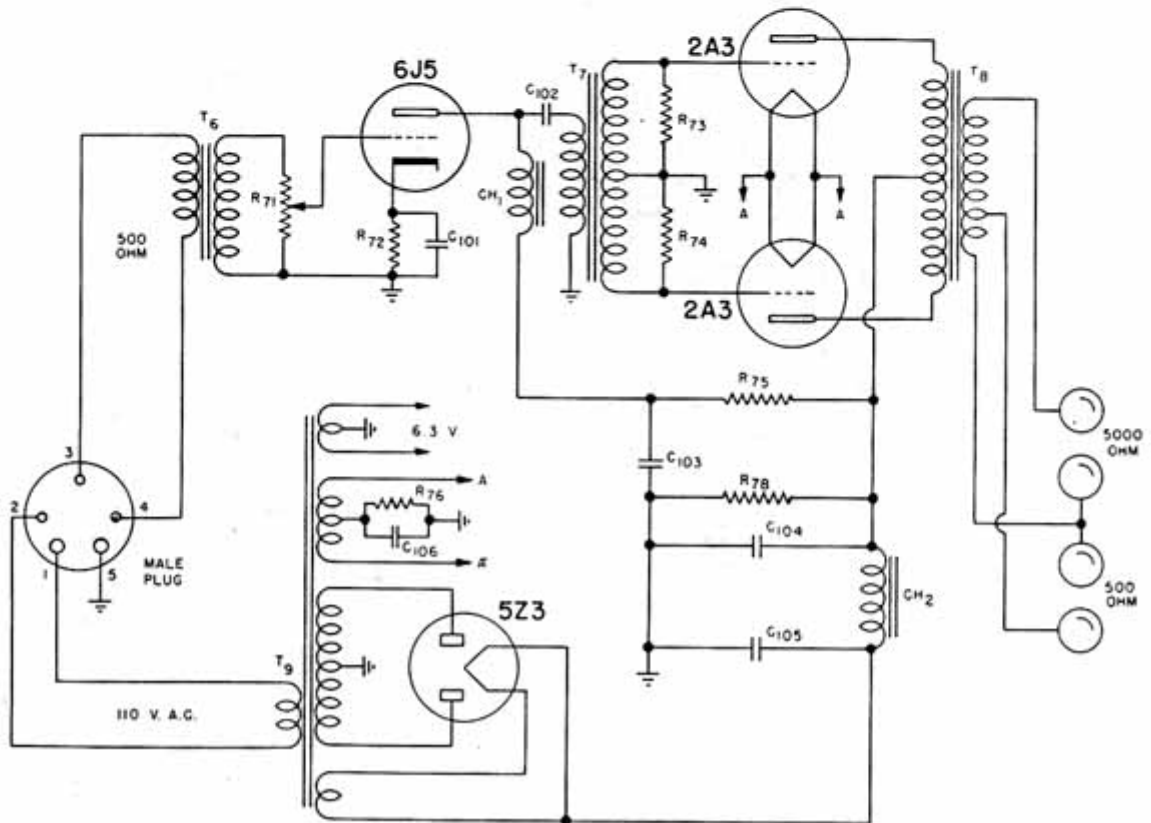 2A3
6J5
T7
T8
C102
T6
R73
CH1
A
A
R71
R72
C101
R74
500
OHM
2A3
R75
3
6.3 V
C103
5000
OHM
A
R78
R76
2
4
C106
C104
A
1
5
MALE
PLUG
5Z3
CH2
500
OHM
C105
T9
110 V. A.C.